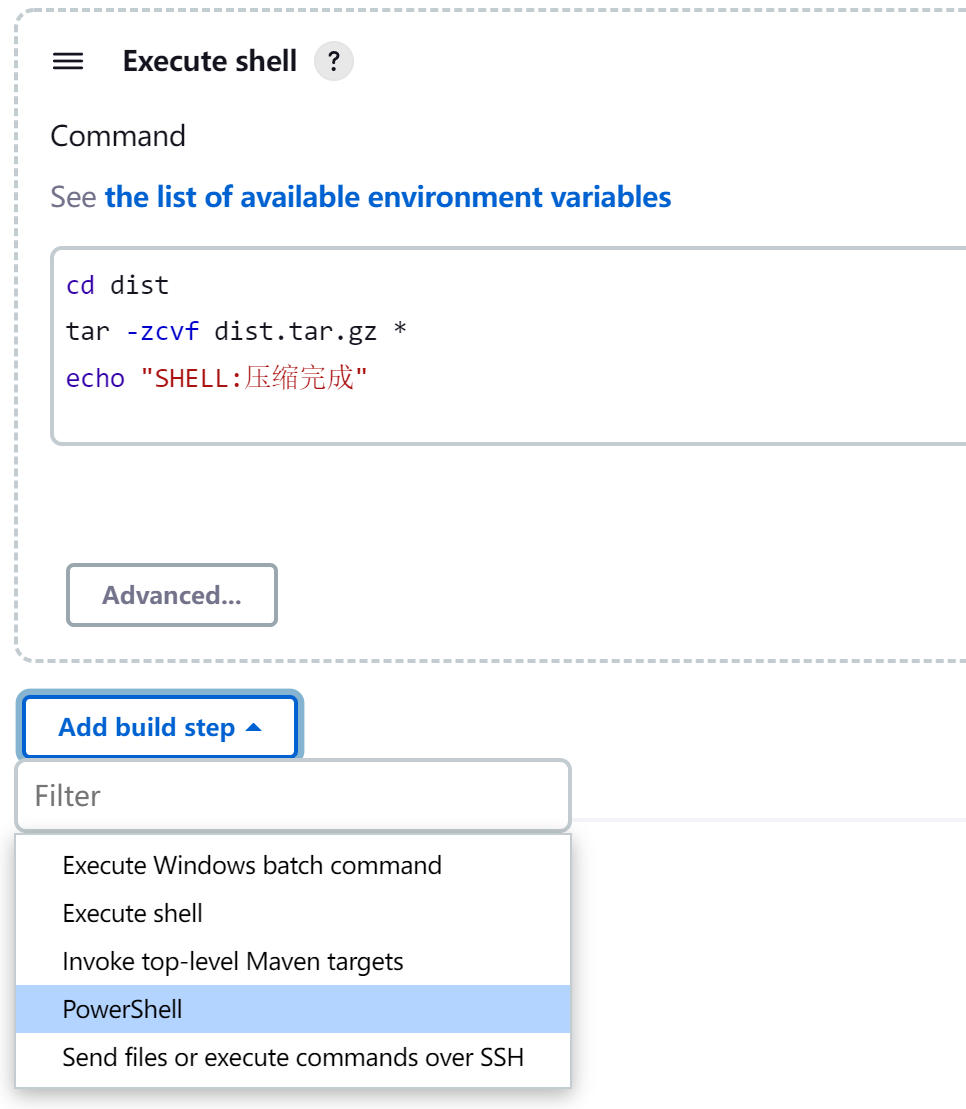 Execute shell ?
Command
See the list of available environment variables
cd dist
tar -zcvf dist.tar.gz *
echo "SHELL:压缩完成"
Advanced...
Add build step
Filter
Execute Windows batch command
Execute shell
Invoke top-level Maven targets
PowerShell
Send files or execute commands over SSH